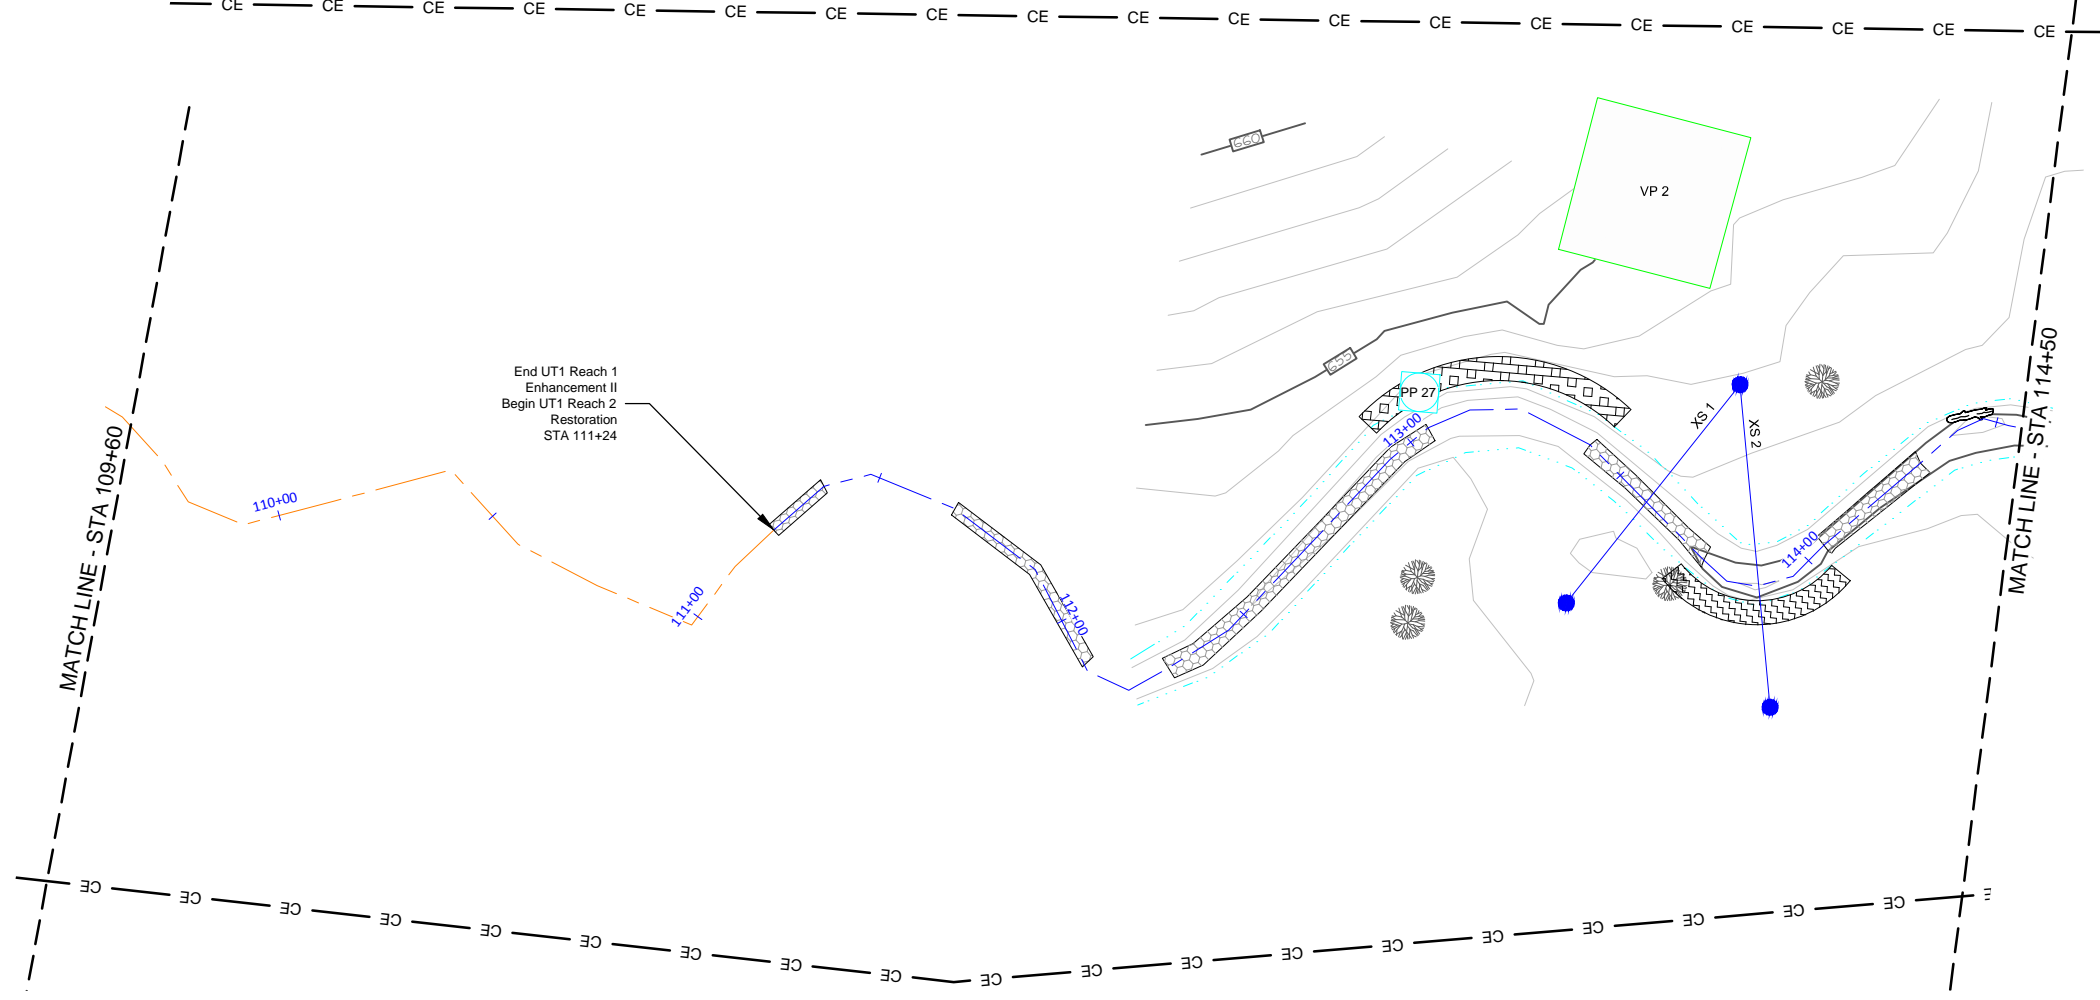 CE CE CE CE CE CE CE CE CE CE CE CE CE CE CE CE CE CE CE
660
VP 2
655
MATCH LINE - STA 109+60
MATCH LINE - STA 114+50
End UT1 Reach 1
Enhancement II
Begin UT1 Reach 2
Restoration
STA 111+24
PP 27
XS 1
XS 2
110+00
111+00
112+00
113+00
114+00
CE CE CE CE CE CE CE CE CE CE CE CE CE CE CE CE CE CE CE